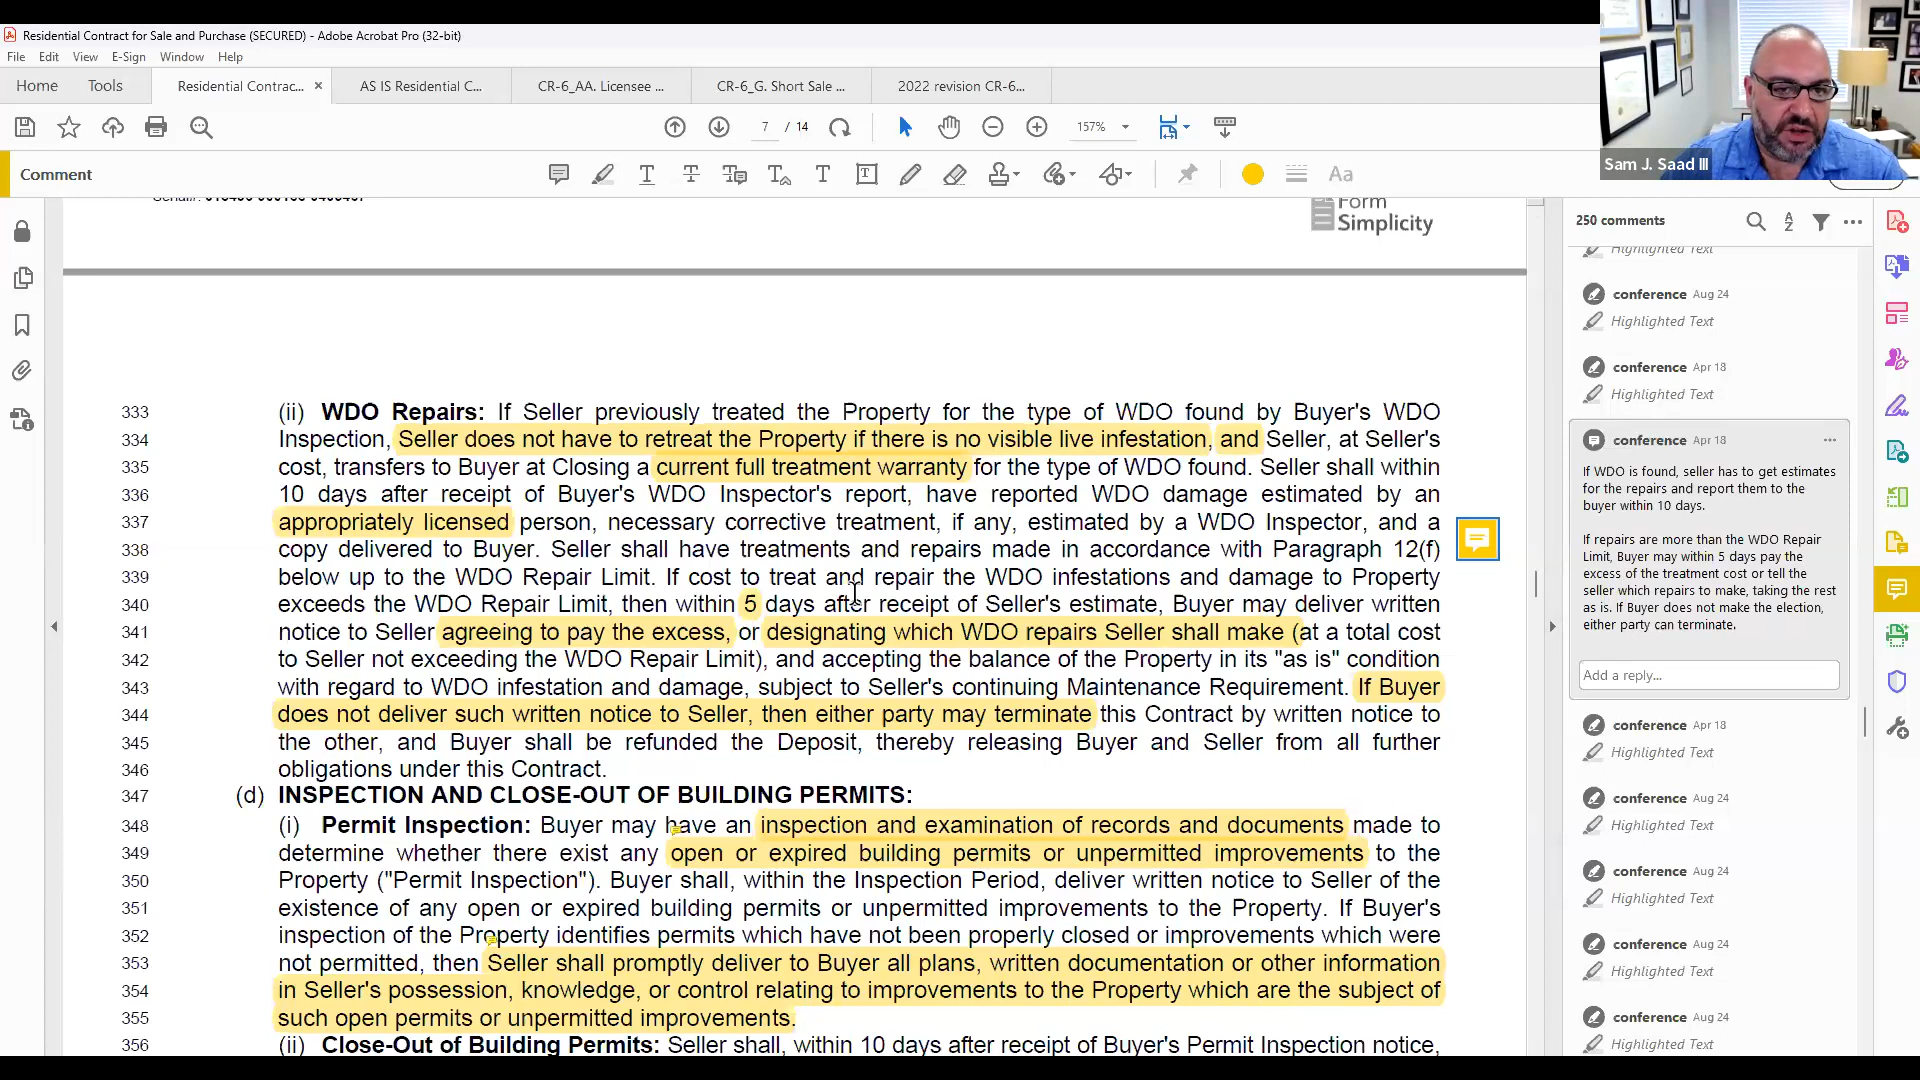 Residential Contract for Sale and Purchase (SECURED) - Adobe Acrobat Pro (32-bit)
File Edit View E-Sign Window Help
Home Tools Residential Contrac... × AS IS Residential C... CR-6_AA. Licensee ... CR-6_G. Short Sale ... 2022 revision CR-6...
7 / 14 157%
Sam J. Saad III
Comment
Form
Simplicity
333 (ii) WDO Repairs: If Seller previously treated the Property for the type of WDO found by Buyer's WDO
334 Inspection, Seller does not have to retreat the Property if there is no visible live infestation, and Seller, at Seller's
335 cost, transfers to Buyer at Closing a current full treatment warranty for the type of WDO found. Seller shall within
336 10 days after receipt of Buyer's WDO Inspector's report, have reported WDO damage estimated by an
337 appropriately licensed person, necessary corrective treatment, if any, estimated by a WDO Inspector, and a
338 copy delivered to Buyer. Seller shall have treatments and repairs made in accordance with Paragraph 12(f)
339 below up to the WDO Repair Limit. If cost to treat and repair the WDO infestations and damage to Property
340 exceeds the WDO Repair Limit, then within 5 days after receipt of Seller's estimate, Buyer may deliver written
341 notice to Seller agreeing to pay the excess, or designating which WDO repairs Seller shall make (at a total cost
342 to Seller not exceeding the WDO Repair Limit), and accepting the balance of the Property in its "as is" condition
343 with regard to WDO infestation and damage, subject to Seller's continuing Maintenance Requirement. If Buyer
344 does not deliver such written notice to Seller, then either party may terminate this Contract by written notice to
345 the other, and Buyer shall be refunded the Deposit, thereby releasing Buyer and Seller from all further
346 obligations under this Contract.
347 (d) INSPECTION AND CLOSE-OUT OF BUILDING PERMITS:
348 (i) Permit Inspection: Buyer may have an inspection and examination of records and documents made to
349 determine whether there exist any open or expired building permits or unpermitted improvements to the
350 Property ("Permit Inspection"). Buyer shall, within the Inspection Period, deliver written notice to Seller of the
351 existence of any open or expired building permits or unpermitted improvements to the Property. If Buyer's
352 inspection of the Property identifies permits which have not been properly closed or improvements which were
353 not permitted, then Seller shall promptly deliver to Buyer all plans, written documentation or other information
354 in Seller's possession, knowledge, or control relating to improvements to the Property which are the subject of
355 such open permits or unpermitted improvements.
356 (ii) Close-Out of Building Permits: Seller shall, within 10 days after receipt of Buyer's Permit Inspection notice,
250 comments
Highlighted Text
conference Aug 24
Highlighted Text
conference Apr 18
Highlighted Text
conference Apr 18
If WDO is found, seller has to get estimates
for the repairs and report them to the
buyer within 10 days.
If repairs are more than the WDO Repair
Limit, Buyer may within 5 days pay the
excess of the treatment cost or tell the
seller which repairs to make, taking the rest
as is. If Buyer does not make the election,
either party can terminate.
Add a reply...
conference Apr 18
Highlighted Text
conference Aug 24
Highlighted Text
conference Aug 24
Highlighted Text
conference Aug 24
Highlighted Text
conference Aug 24
Highlighted Text